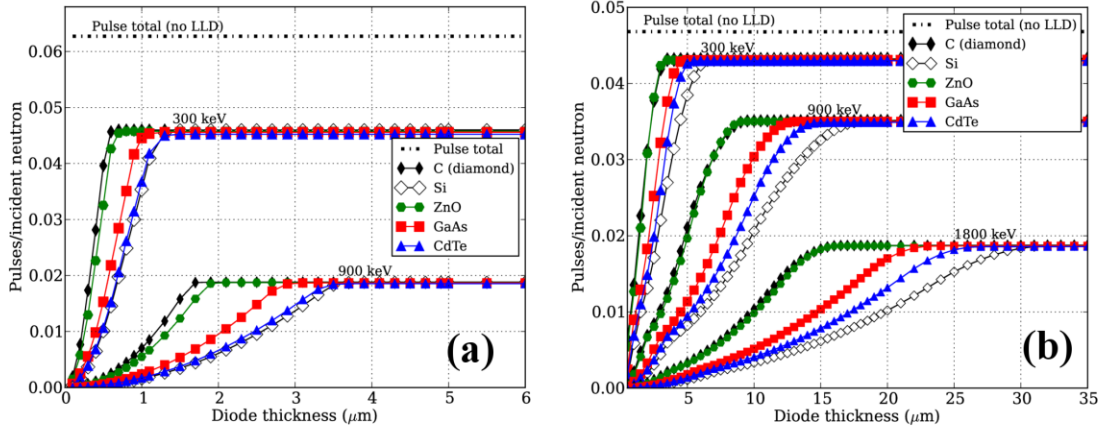 Pulse total (no LLD)
0.06
0.05
0.04
0.03
0.02
0.01
0.00
Pulses/incident neutron
300 keV
900 keV
Pulse total
C (diamond)
Si
ZnO
GaAs
CdTe
(a)
0 1 2 3 4 5 6
Diode thickness (μm)
Pulse total (no LLD)
0.05
0.04
0.03
0.02
0.01
0.00
Pulses/incident neutron
300 keV
900 keV
1800 keV
Pulse total (no LLD)
C (diamond)
Si
ZnO
GaAs
CdTe
(b)
5 10 15 20 25 30 35
Diode thickness (μm)